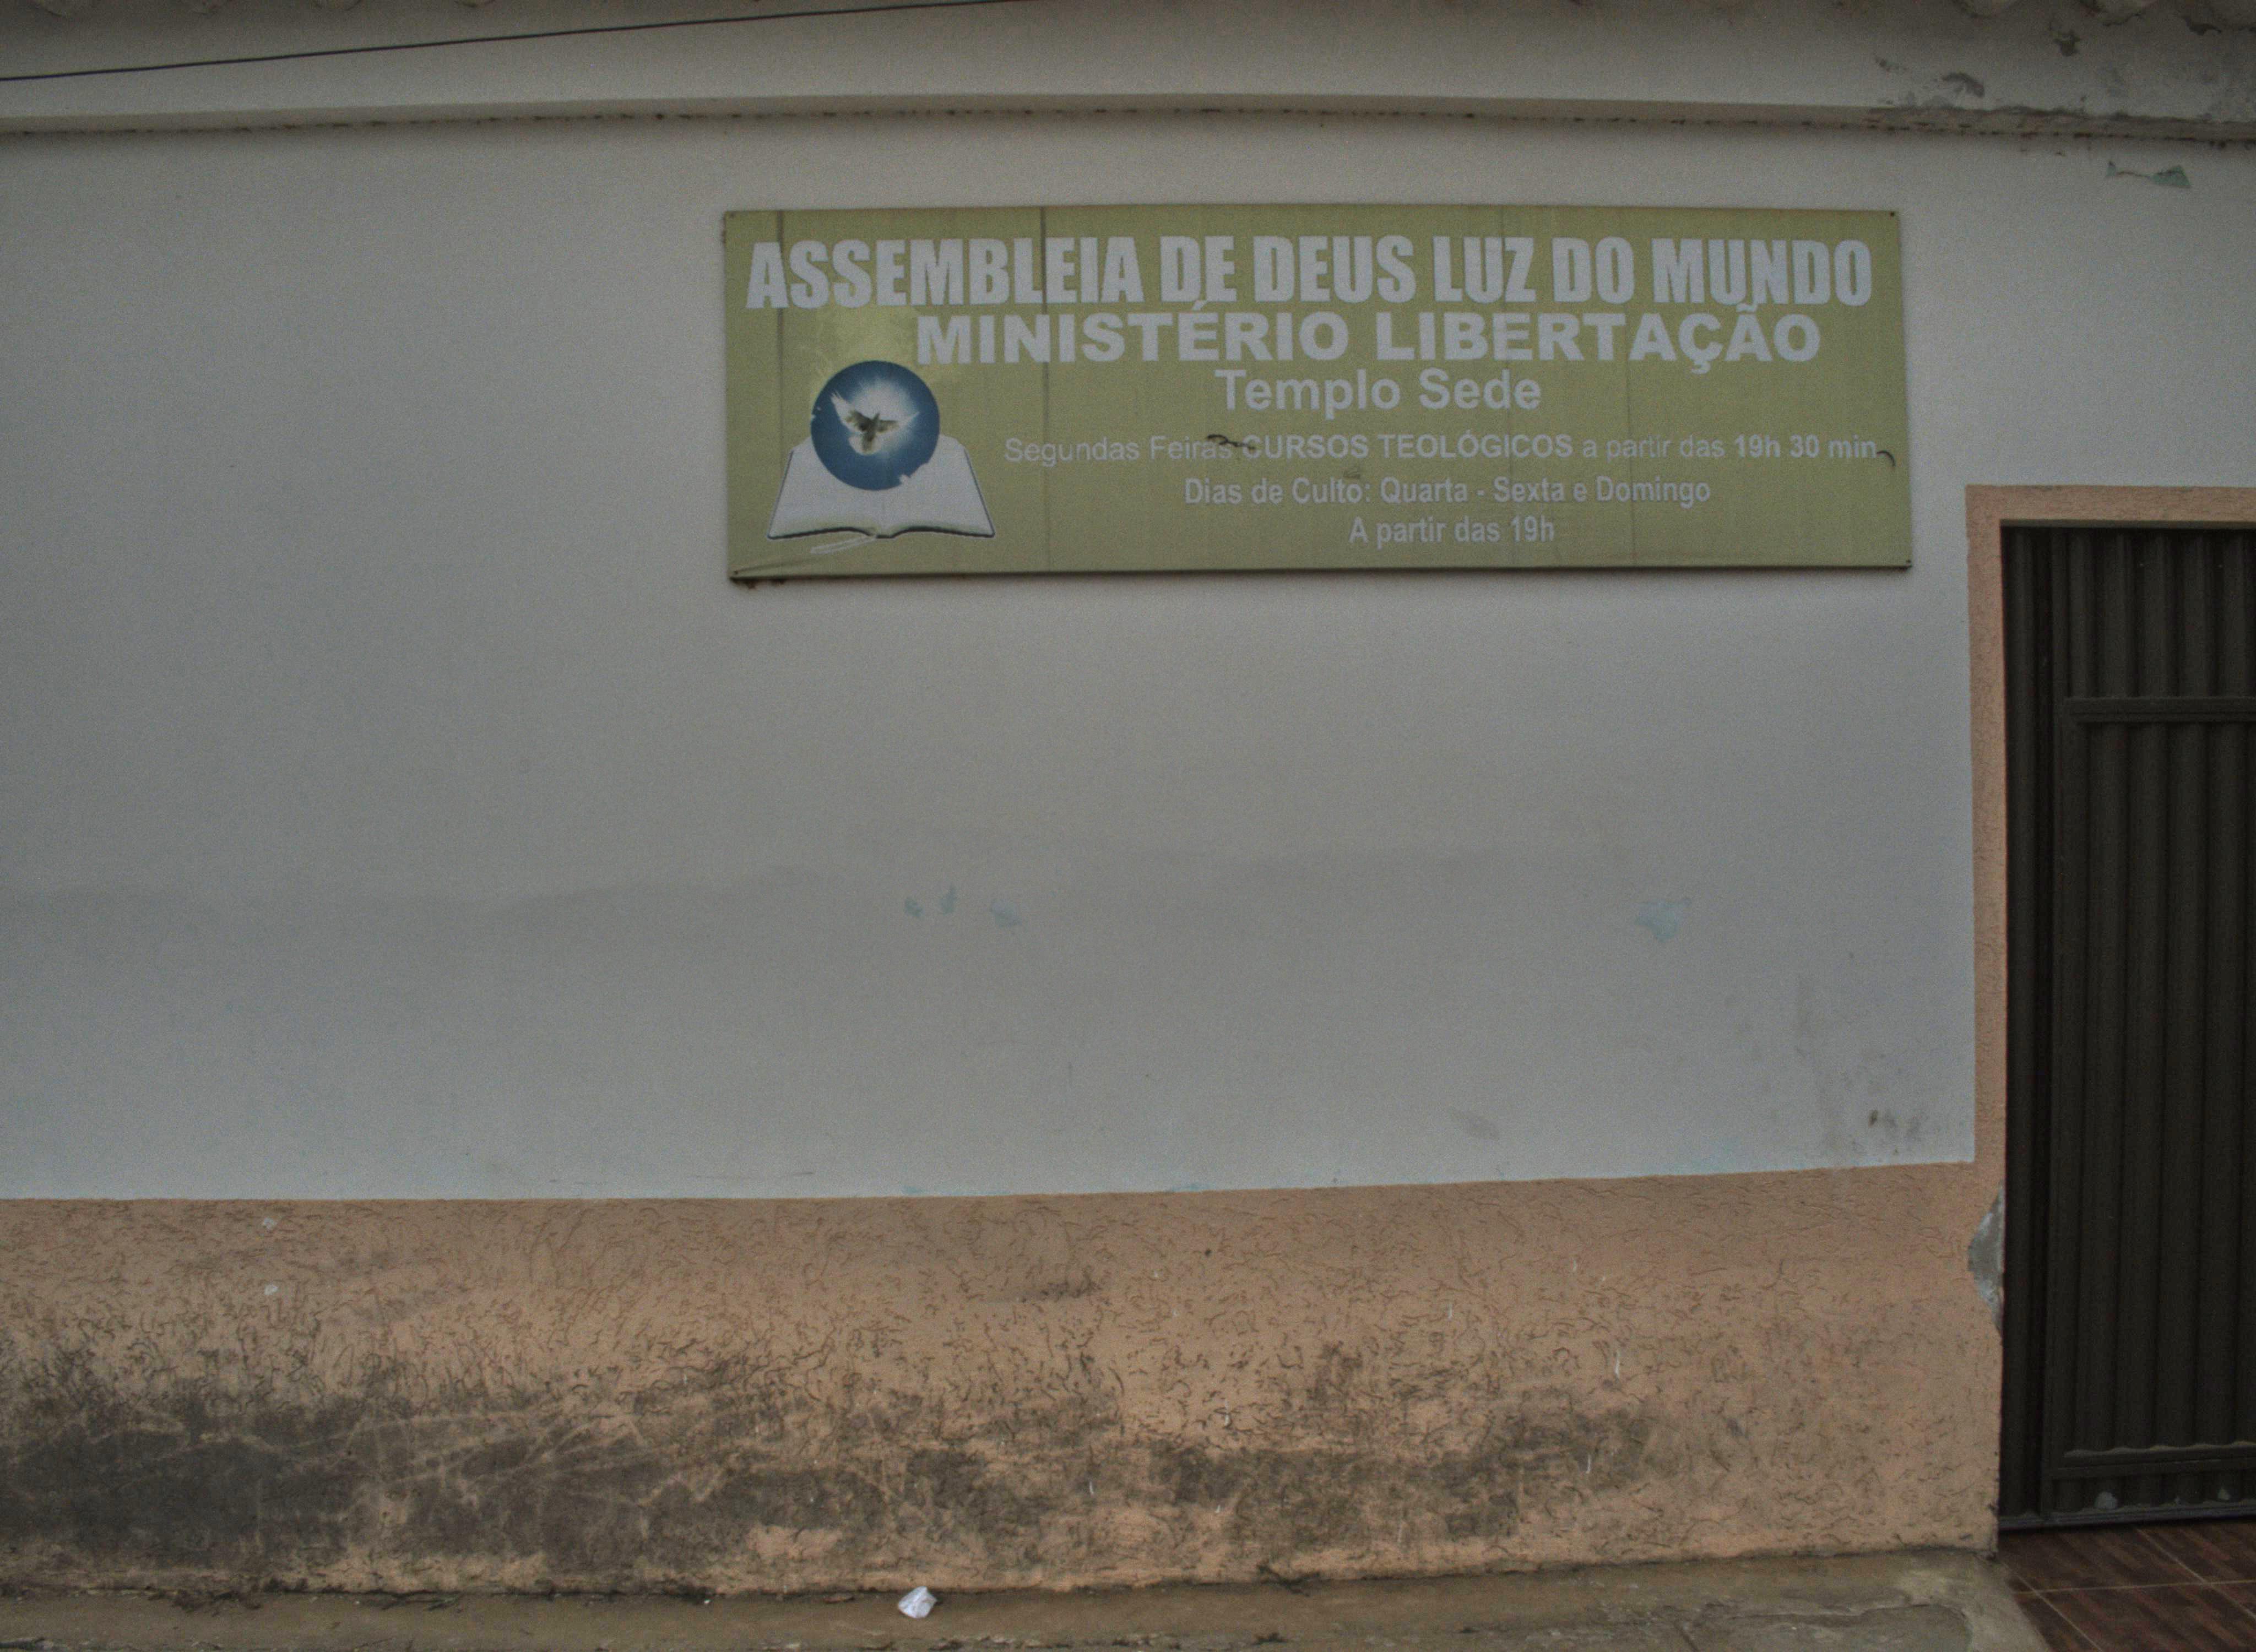 ASSEMBLEIA DE DEUS LUZ DO MUNDO
MINISTÉRIO LIBERTAÇÃO
Templo Sede
Segundas Feiras CURSOS TEOLÓGICOS a partir das 19h 30 min
Dias de Culto: Quarta - Sexta e Domingo
A partir das 19h